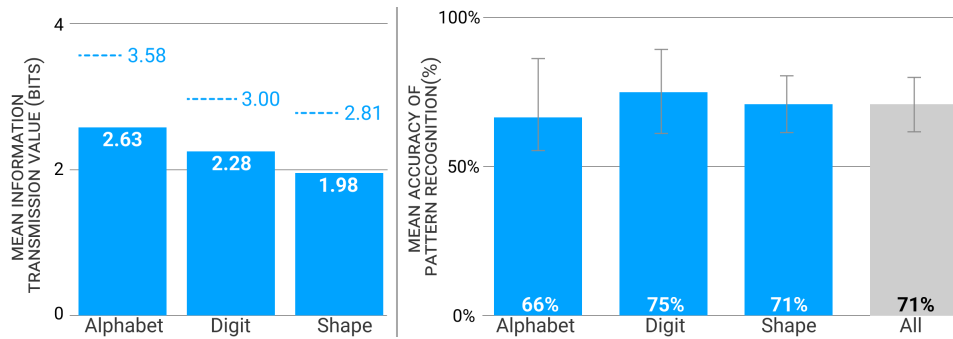 MEAN INFORMATION
TRANSMISSION VALUE (BITS)
4
2
0
3.58
3.00
2.81
2.63
2.28
1.98
Alphabet
Digit
Shape
MEAN ACCURACY OF
PATTERN RECOGNITION(%)
100%
50%
0%
66%
75%
71%
71%
Alphabet
Digit
Shape
All